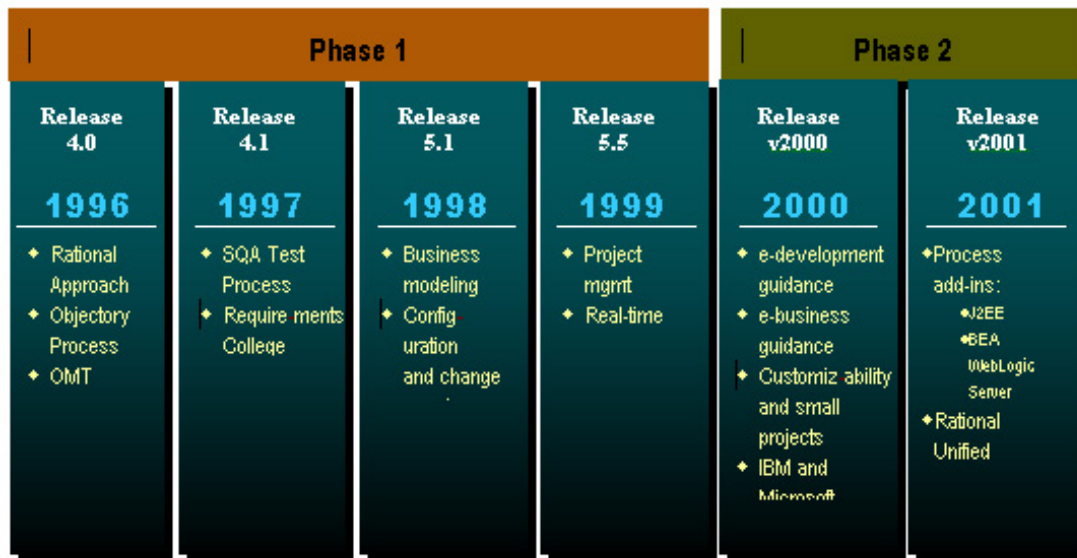 Phase 1
Phase 2
Release
4.0
1996
Rational
Approach
Objectory
Process
OMT
Release
4.1
1997
SQA Test
Process
Require-ments
College
Release
5.1
1998
Business
modeling
Config-
uration
and change
Release
5.5
1999
Project
mgmt
Real-time
Release
v2000
2000
e-development
guidance
e-business
guidance
Customiz-ability
and small
projects
IBM and
Microsoft
Release
v2001
2001
Process
add-ins:
J2EE
BEA
WebLogic
Server
Rational
Unified